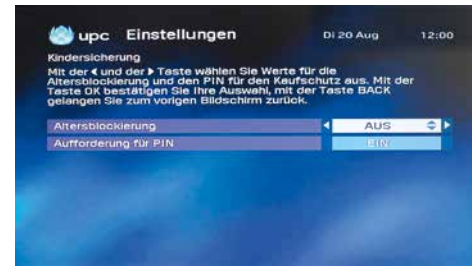 upc Einstellungen Di 20 Aug 12:00
Kindersicherung
Mit der ◀ und der ▶ Taste wählen Sie Werte für die
Altersblockierung und den PIN für den Kaufschutz aus. Mit der
Taste OK bestätigen Sie Ihre Auswahl, mit der Taste BACK
gelangen Sie zum vorigen Bildschirm zurück.
Altersblockierung AUS
Aufforderung für PIN EIN